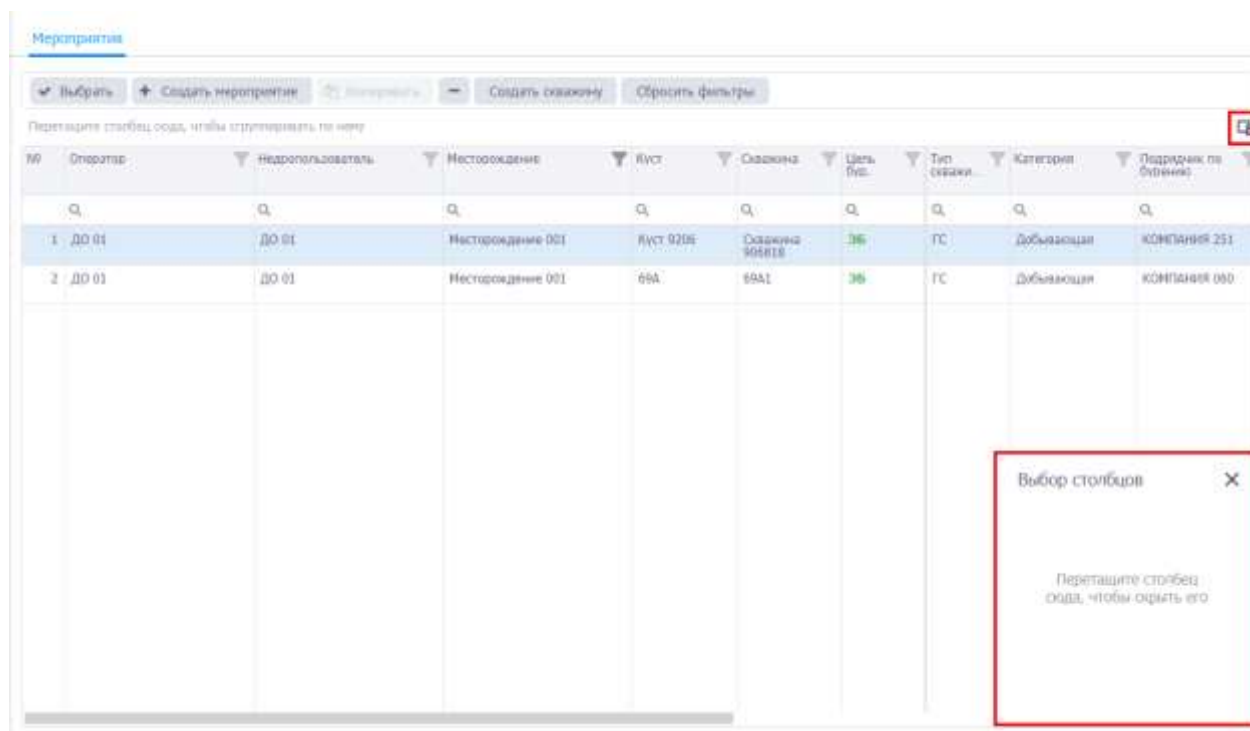 Мероприятия
Выбрать Создать мероприятие Копировать Создать скважину Сбросить фильтры
Перетащите столбец сюда, чтобы сгруппировать по нему
№ Оператор Недропользователь Месторождение Куст Скважина Цель бур. Тип скважи... Категория Подрядчик по бурению
1 ДО 01 ДО 01 Месторождение 001 Куст 9206 Скважина ЗБ ГС Добывающая КОМПАНИЯ 251
2 ДО 01 ДО 01 Месторождение 001 69А 69А1 ЗБ ГС Добывающая КОМПАНИЯ 060
Выбор столбцов
Перетащите столбец
сюда, чтобы скрыть его